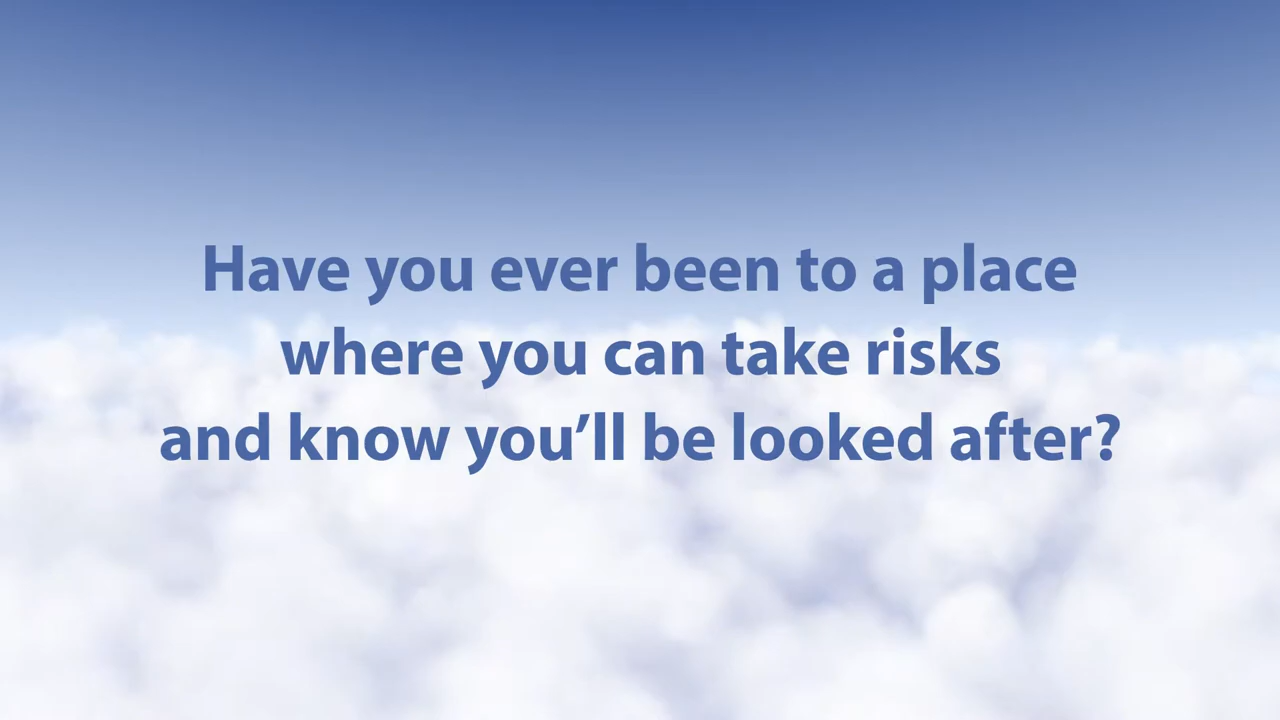 Have you ever been to a place
where you can take risks
and know you’ll be looked after?